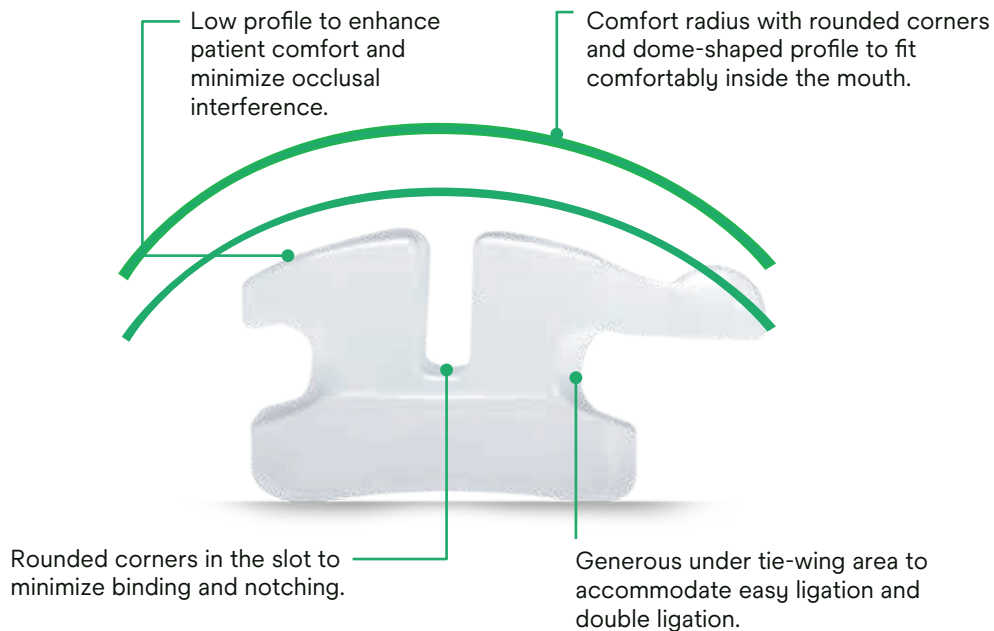 Low profile to enhance
patient comfort and
minimize occlusal
interference.
Comfort radius with rounded corners
and dome-shaped profile to fit
comfortably inside the mouth.
Rounded corners in the slot to
minimize binding and notching.
Generous under tie-wing area to
accommodate easy ligation and
double ligation.